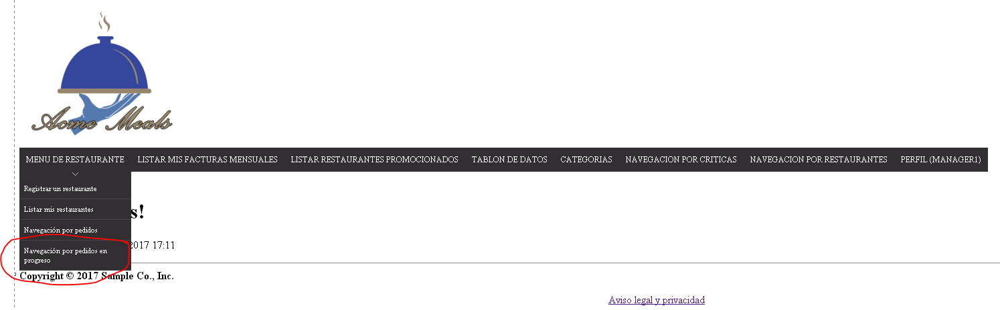 Acme Meals
MENU DE RESTAURANTE LISTAR MIS FACTURAS MENSUALES LISTAR RESTAURANTES PROMOCIONADOS TABLON DE DATOS CATEGORIAS NAVEGACION POR CRITICAS NAVEGACION POR RESTAURANTES PERFIL (MANAGER1)
Registrar un restaurante
Listar mis restaurantes
s!
Navegación por pedidos
2017 17:11
Navegación por pedidos en
progreso
Copyright © 2017 Sample Co., Inc.
Aviso legal y privacidad